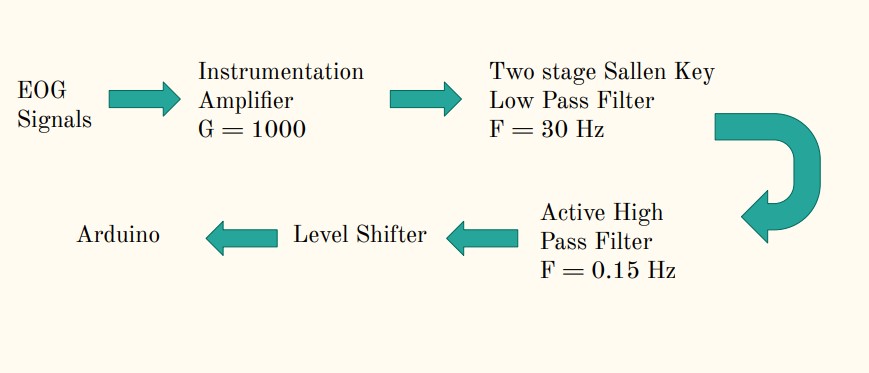 EOG
Signals
Instrumentation
Amplifier
G = 1000
Two stage Sallen Key
Low Pass Filter
F = 30 Hz
Active High
Pass Filter
F = 0.15 Hz
Level Shifter
Arduino